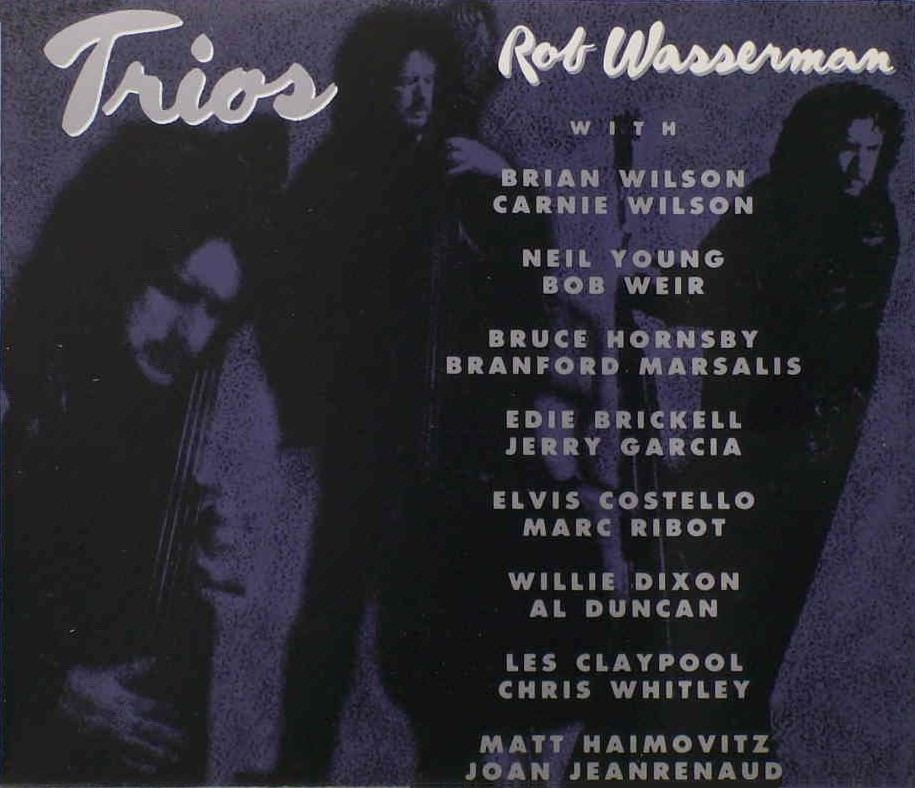 Trios
Rob Wasserman
WITH
BRIAN WILSON
CARNIE WILSON
NEIL YOUNG
BOB WEIR
BRUCE HORNSBY
BRANFORD MARSALIS
EDIE BRICKELL
JERRY GARCIA
ELVIS COSTELLO
MARC RIBOT
WILLIE DIXON
AL DUNCAN
LES CLAYPOOL
CHRIS WHITLEY
MATT HAIMOVITZ
JOAN JEANRENAUD